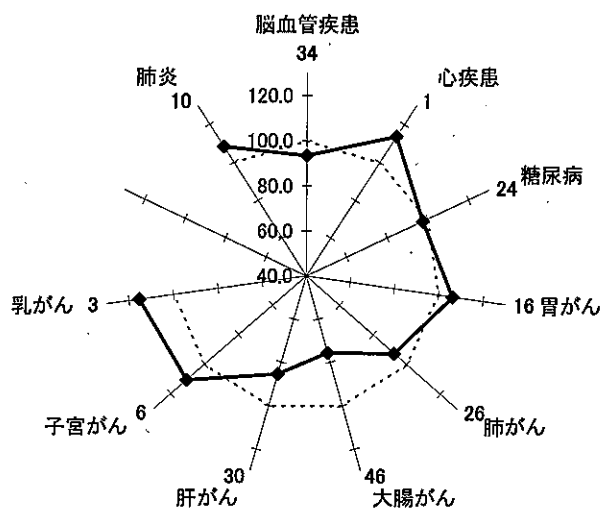 脳血管疾患
34
心疾患
1
糖尿病
24
16 胃がん
26
肺がん
46
大腸がん
30
肝がん
6
子宮がん
乳がん 3
肺炎
10
120.0
100.0
80.0
60.0
40.0